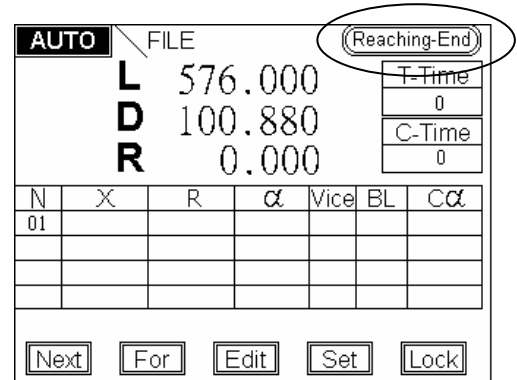 AUTO FILE Reaching-End
L 576.000 T-Time
0
D 100.880 C-Time
R 0.000 0
N X R α Vice BL Cα
01
Next For Edit Set Lock